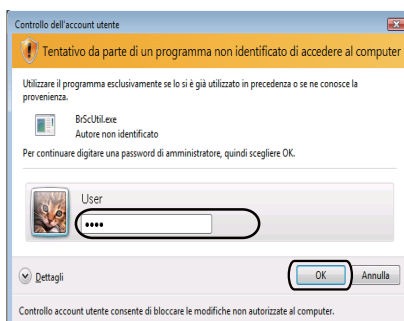 Controllo dell'account utente
Tentativo da parte di un programma non identificato di accedere al computer
Utilizzare il programma esclusivamente se lo si è già utilizzato in precedenza o se ne conosce la
provenienza.
BrScUtil.exe
Autore non identificato
Per continuare digitare una password di amministratore, quindi scegliere OK.
User
••••
Dettagli
OK
Annulla
Controllo account utente consente di bloccare le modifiche non autorizzate al computer.